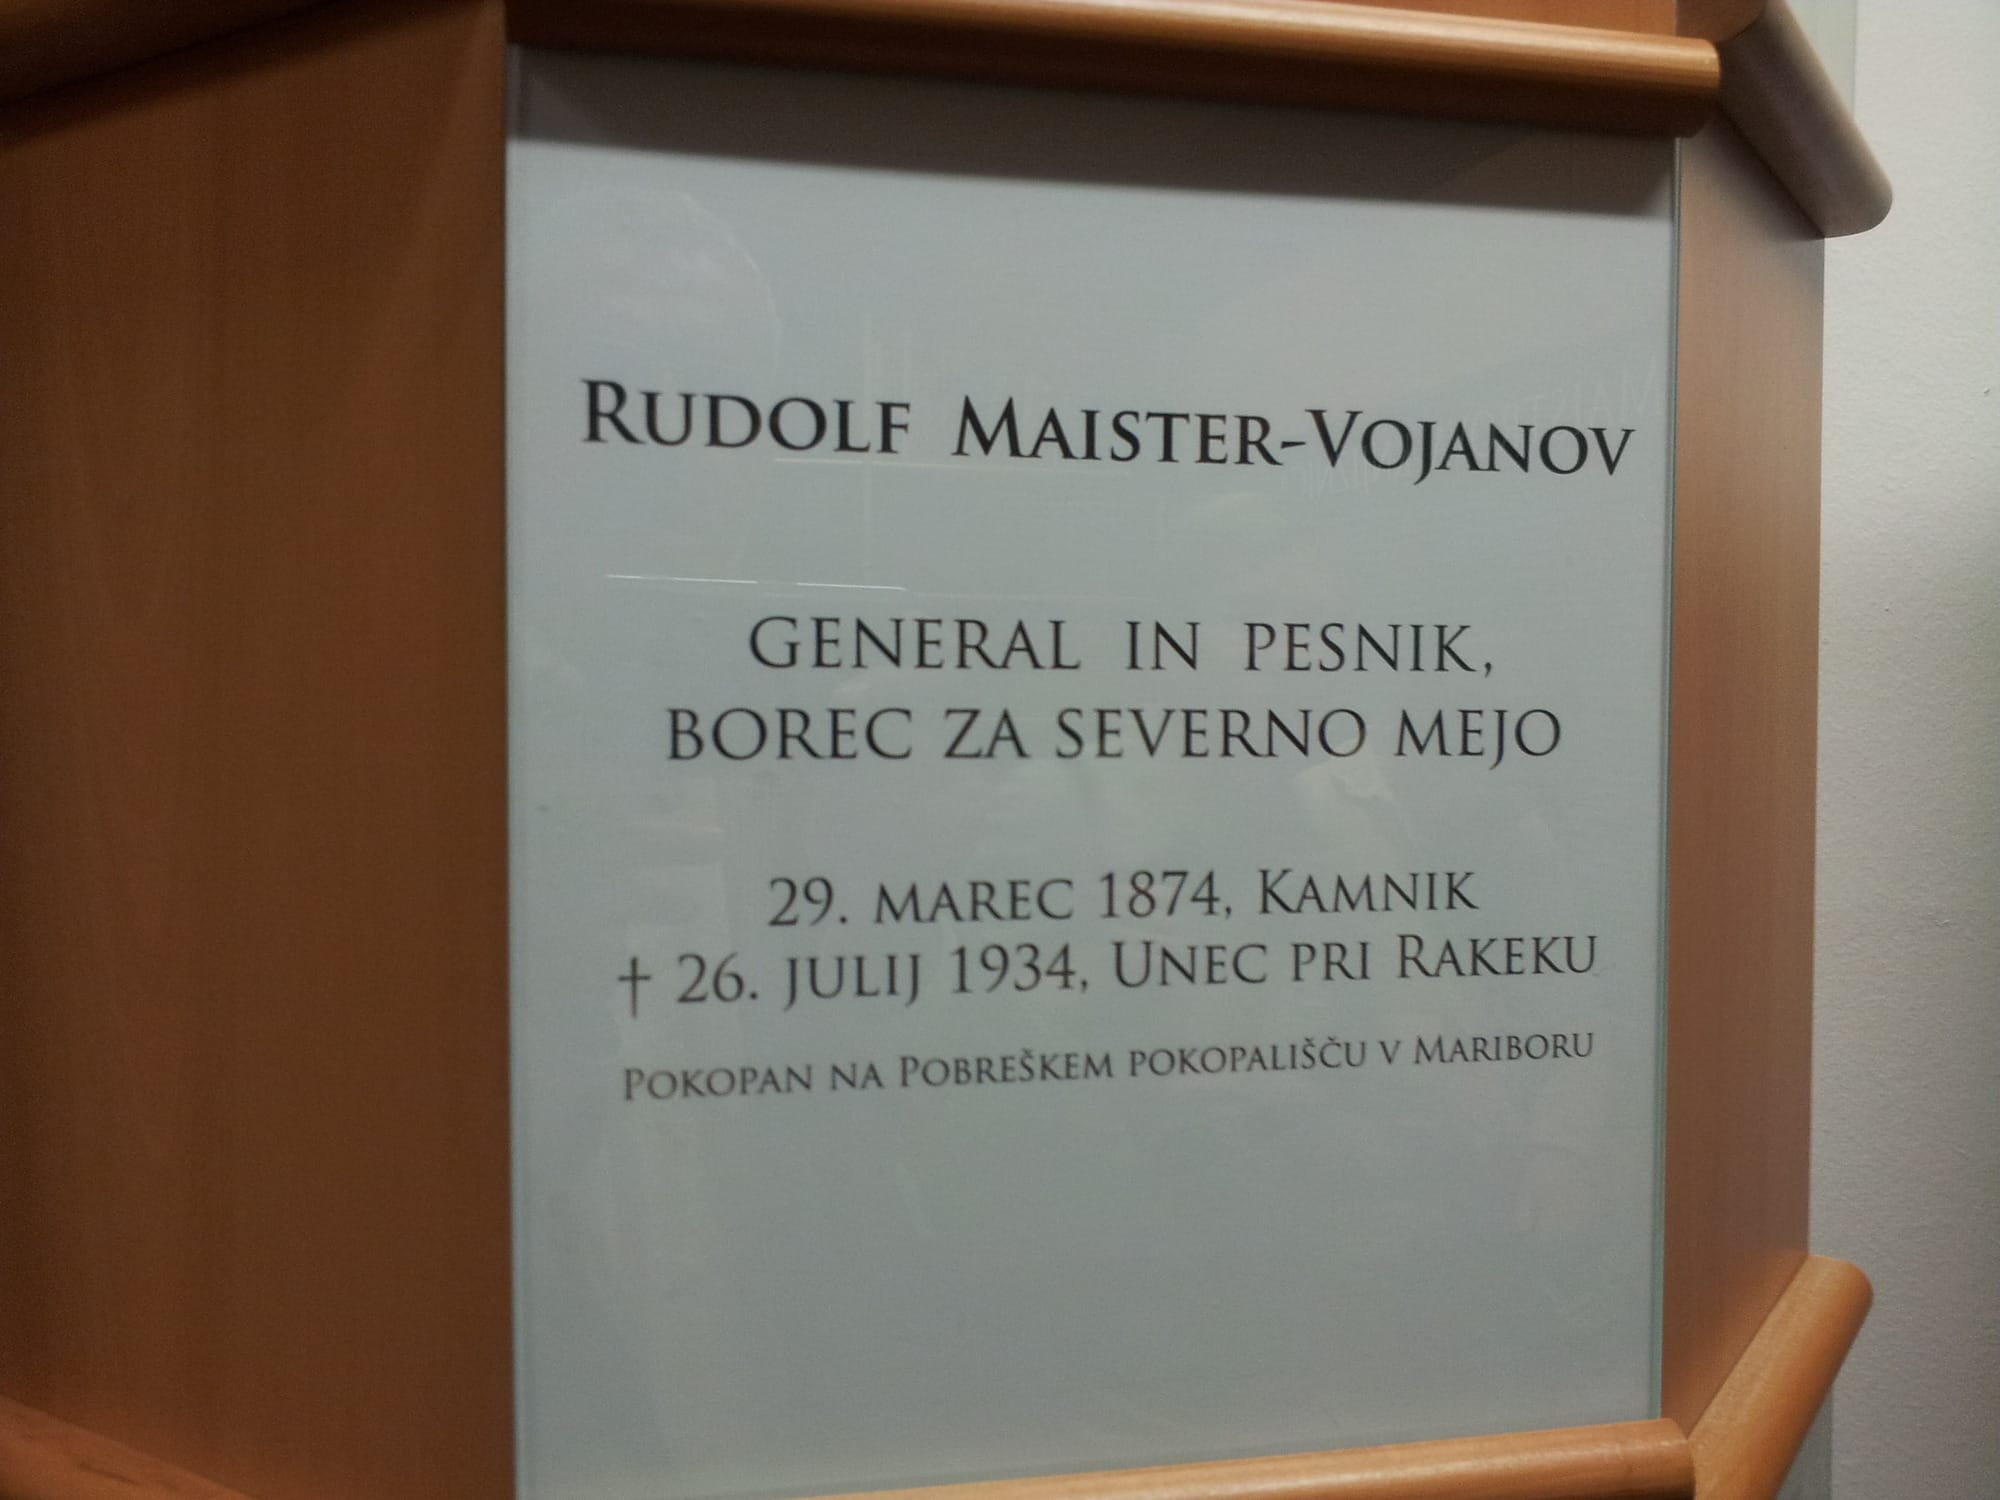 Rudolf Maister-Vojanov
GENERAL IN PESNIK,
BOREC ZA SEVERNO MEJO
29. MAREC 1874, KAMNIK
† 26. JULIJ 1934, UNEC PRI RAKEKU
POKOPAN NA POBREŠKEM POKOPALIŠČU V MARIBORU